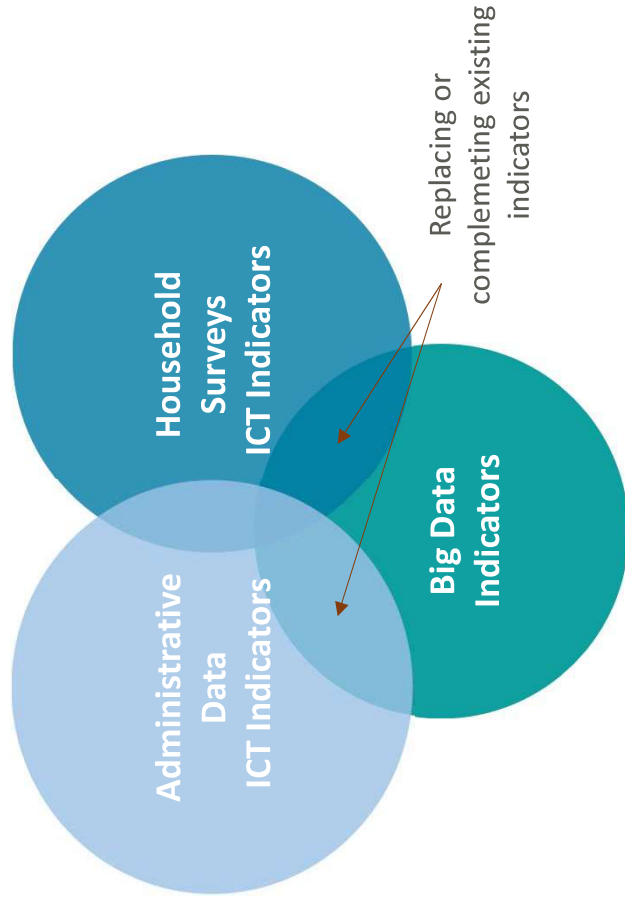 Administrative
Data
ICT Indicators
Household
Surveys
ICT Indicators
Big Data
Indicators
Replacing or
complemeting existing
indicators